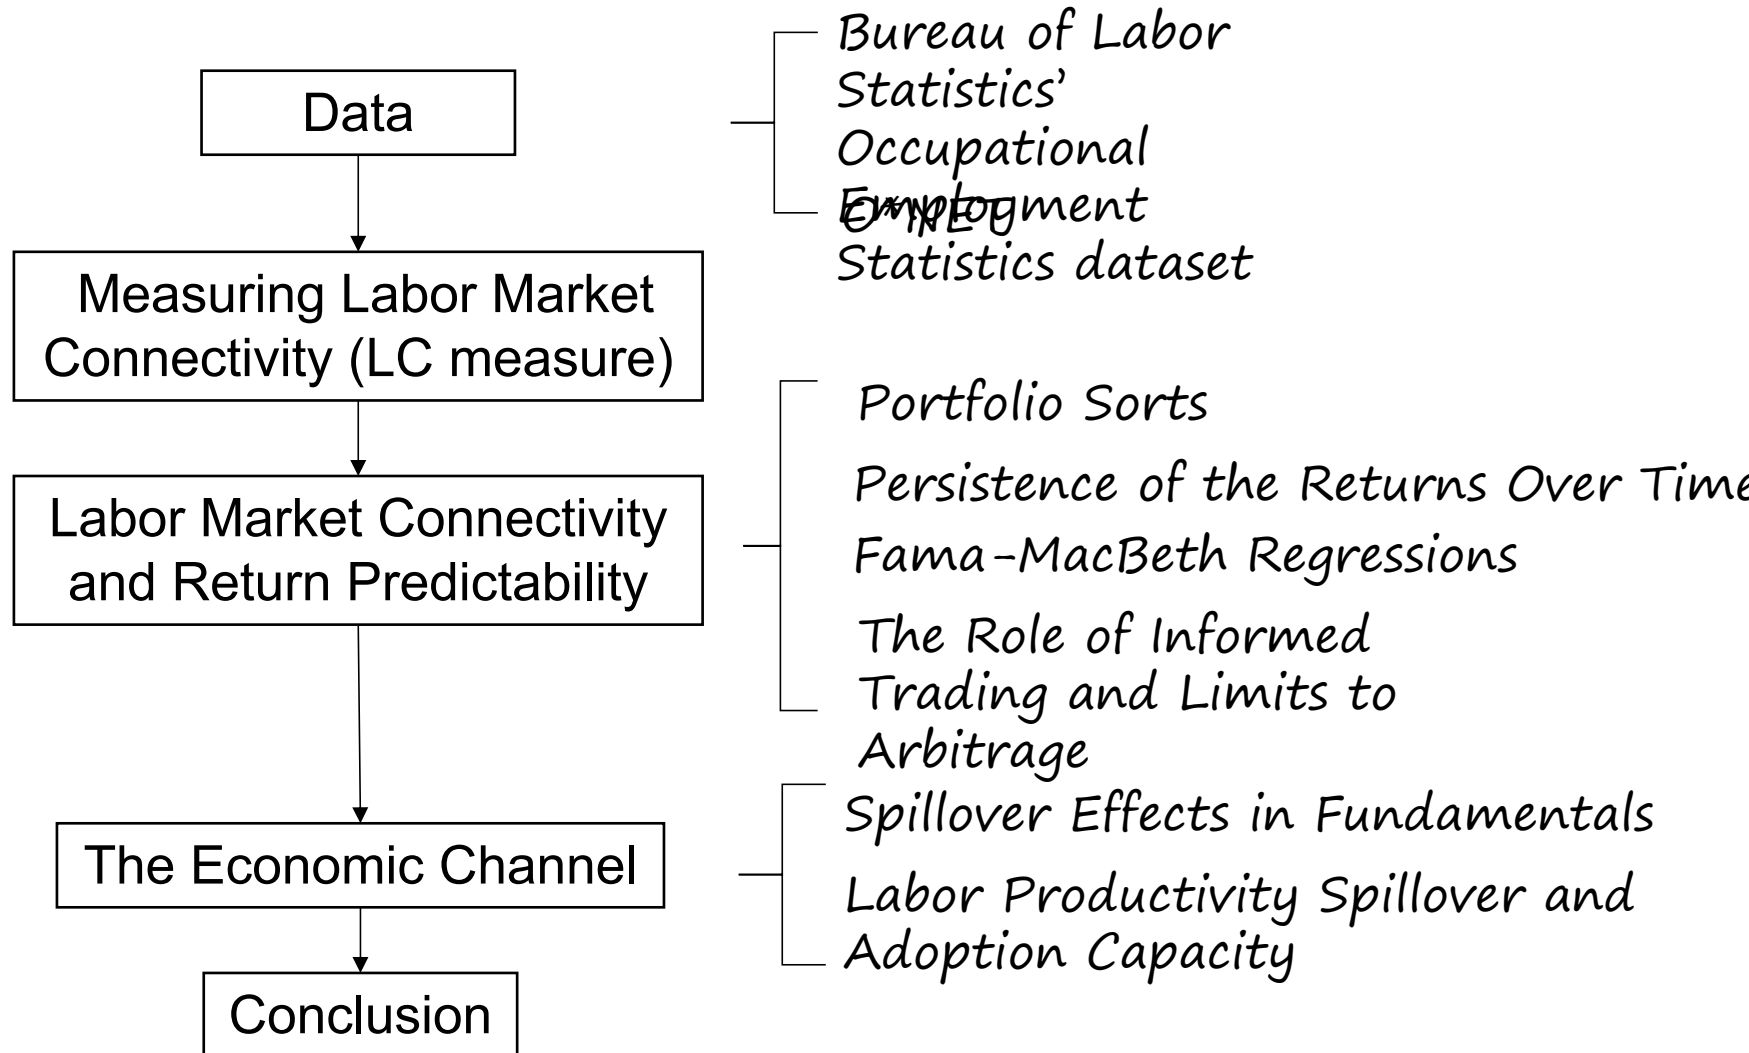 Data
Bureau of Labor
Statistics’
Occupational
Employment
Statistics dataset
O*NET
Measuring Labor Market
Connectivity (LC measure)
Labor Market Connectivity
and Return Predictability
Portfolio Sorts
Persistence of the Returns Over Time
Fama-MacBeth Regressions
The Role of Informed
Trading and Limits to
Arbitrage
The Economic Channel
Spillover Effects in Fundamentals
Labor Productivity Spillover and
Adoption Capacity
Conclusion